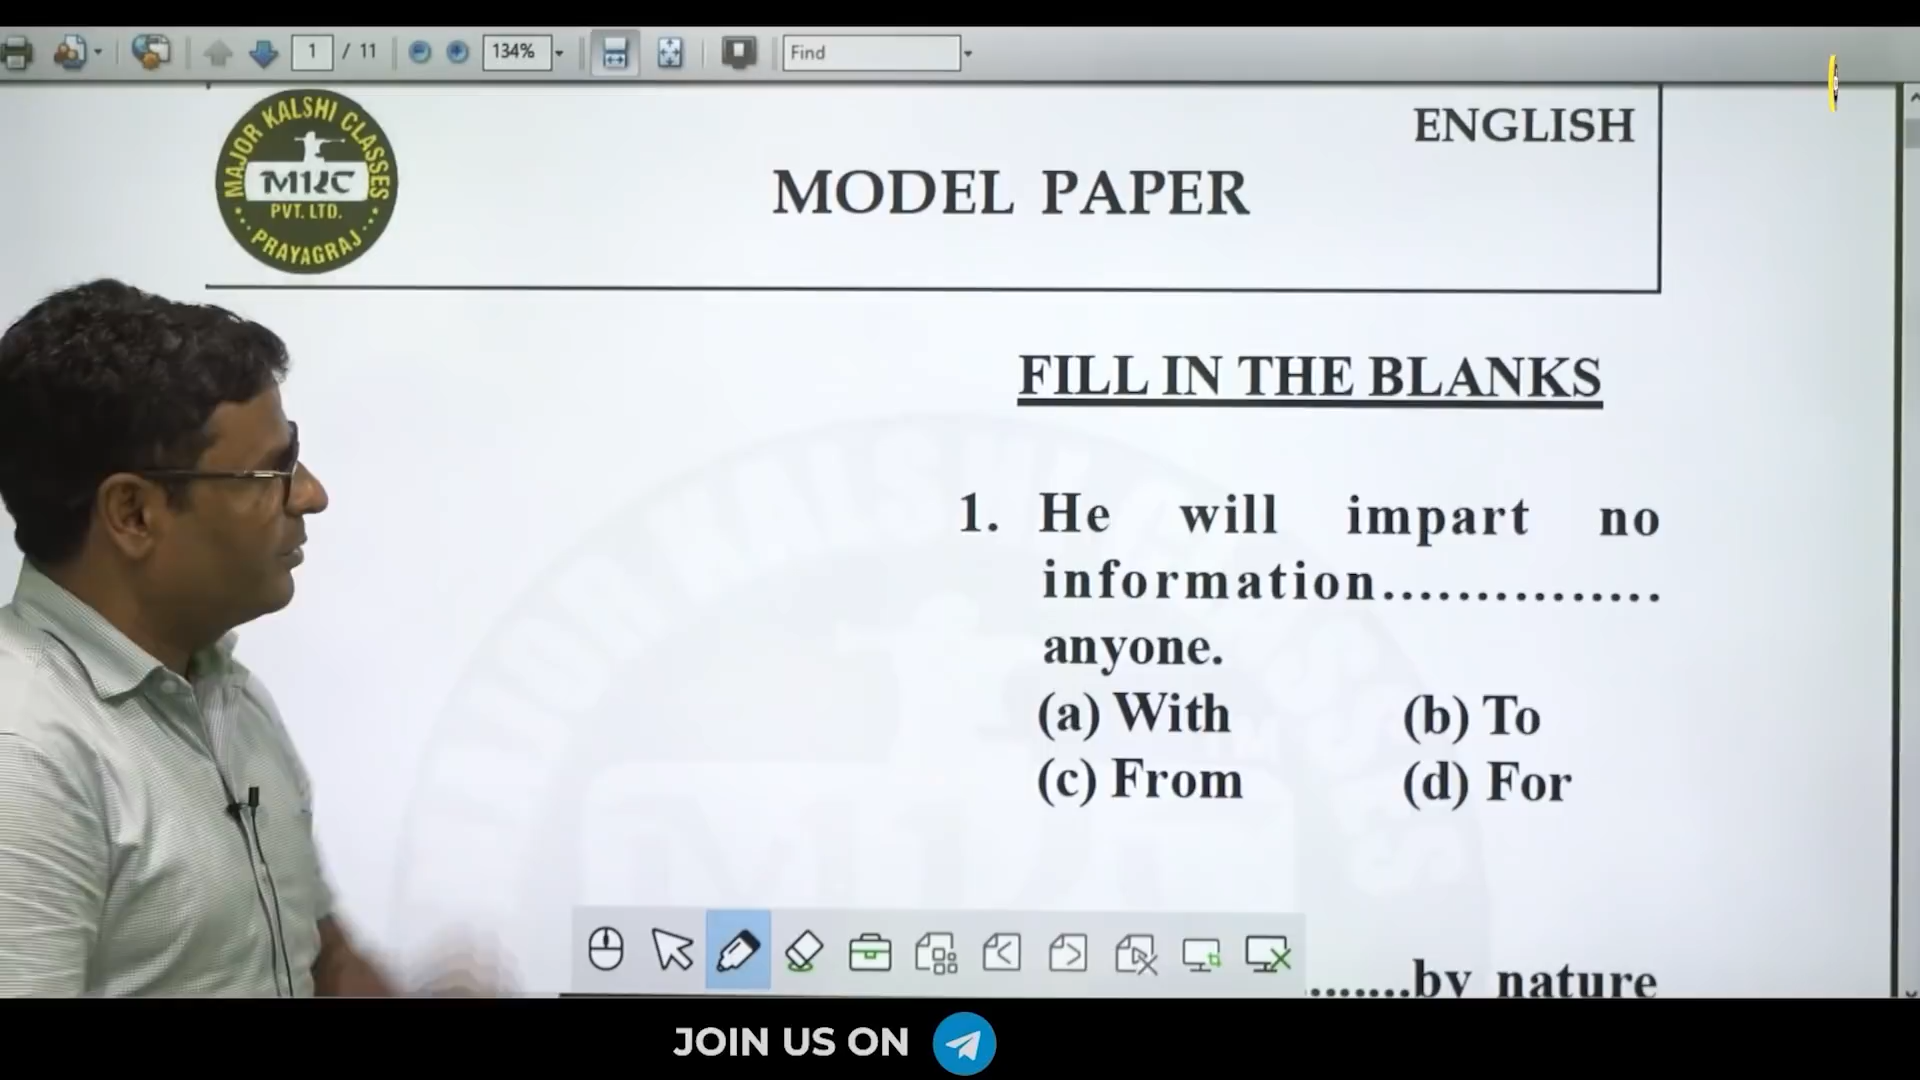 1 / 11
134%
Find
MAJOR KALSHI CLASSES
MKC
PVT. LTD.
PRAYAGRAJ
ENGLISH
MODEL PAPER
FILL IN THE BLANKS
1. He will impart no
information...............
anyone.
(a) With (b) To
(c) From (d) For
........by nature
JOIN US ON